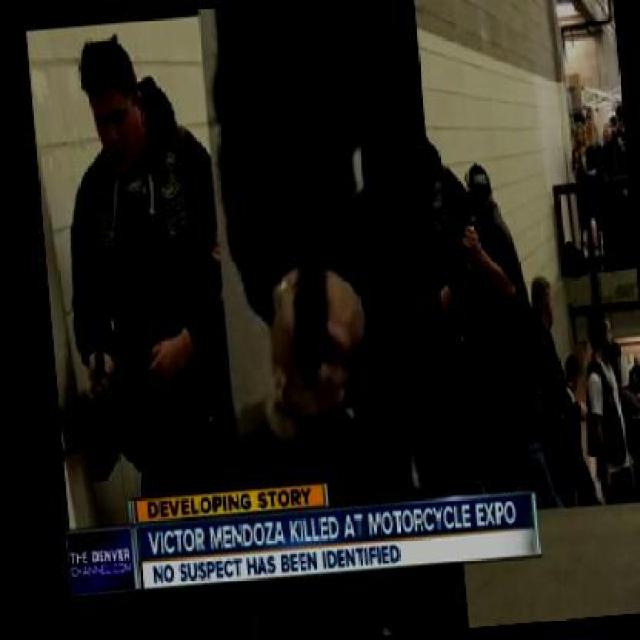 DEVELOPING STORY
VICTOR MENDOZA KILLED AT MOTORCYCLE EXPO
THE DENVER
CHANNEL.COM
NO SUSPECT HAS BEEN IDENTIFIED